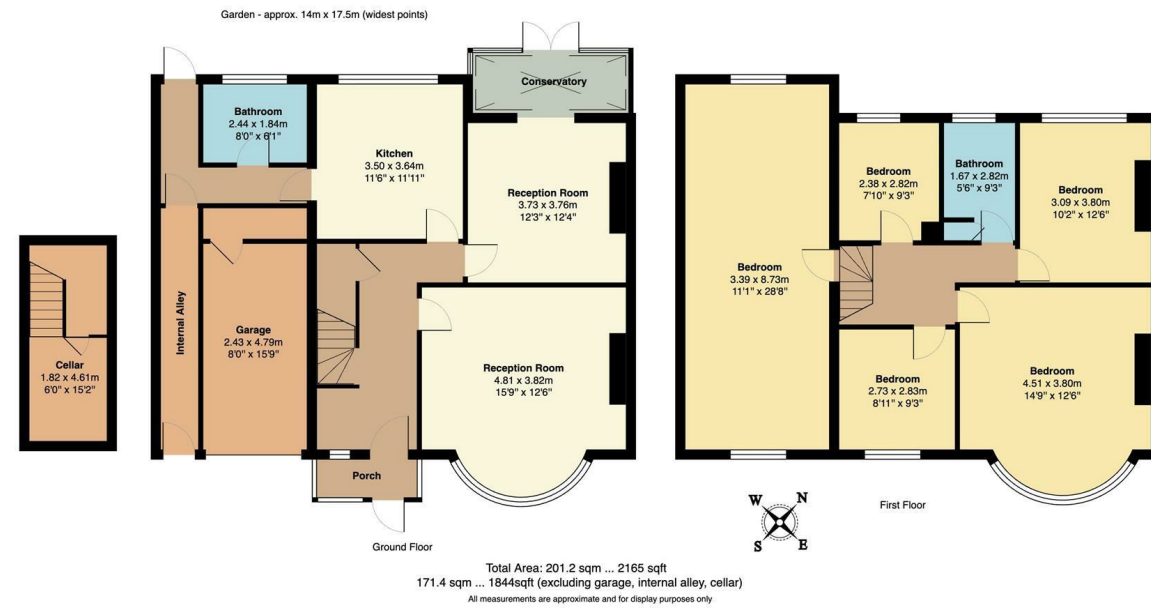 Garden - approx. 14m x 17.5m (widest points)
Conservatory
Bathroom
2.44 x 1.84m
8'0" x 6'1"
Kitchen
3.50 x 3.64m
11'6" x 11'11"
Reception Room
3.73 x 3.76m
12'3" x 12'4"
Internal Alley
Garage
2.43 x 4.79m
8'0" x 15'9"
Reception Room
4.81 x 3.82m
15'9" x 12'6"
Porch
Cellar
1.82 x 4.61m
6'0" x 15'2"
Ground Floor
Bedroom
3.39 x 8.73m
11'1" x 28'8"
Bedroom
2.38 x 2.82m
7'10" x 9'3"
Bathroom
1.67 x 2.82m
5'6" x 9'3"
Bedroom
3.09 x 3.80m
10'2" x 12'6"
Bedroom
2.73 x 2.83m
8'11" x 9'3"
Bedroom
4.51 x 3.80m
14'9" x 12'6"
W N
S E
First Floor
Total Area: 201.2 sqm ... 2165 sqft
171.4 sqm ... 1844sqft (excluding garage, internal alley, cellar)
All measurements are approximate and for display purposes only